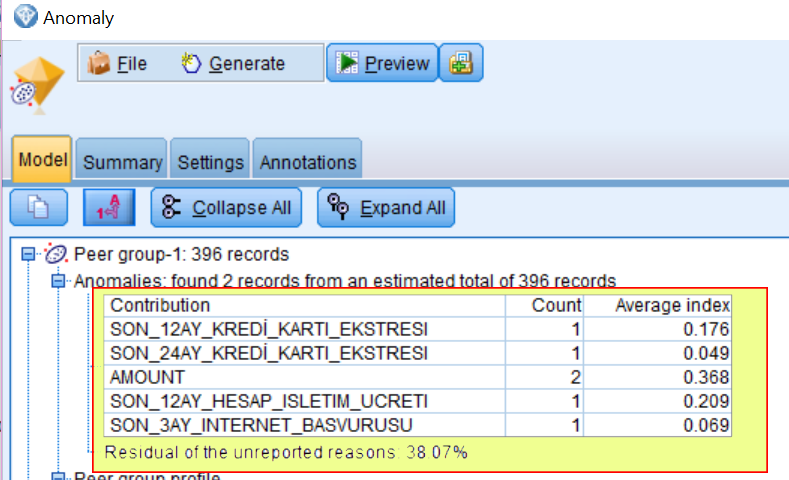 Anomaly
File Generate Preview
Model Summary Settings Annotations
Collapse All Expand All
Peer group-1: 396 records
Anomalies: found 2 records from an estimated total of 396 records
Contribution Count Average index
SON_12AY_KREDİ_KARTI_EKSTRESI 1 0.176
SON_24AY_KREDİ_KARTI_EKSTRESI 1 0.049
AMOUNT 2 0.368
SON_12AY_HESAP_ISLETIM_UCRETI 1 0.209
SON_3AY_INTERNET_BASVURUSU 1 0.069
Residual of the unreported reasons: 38.07%
Peer group profile